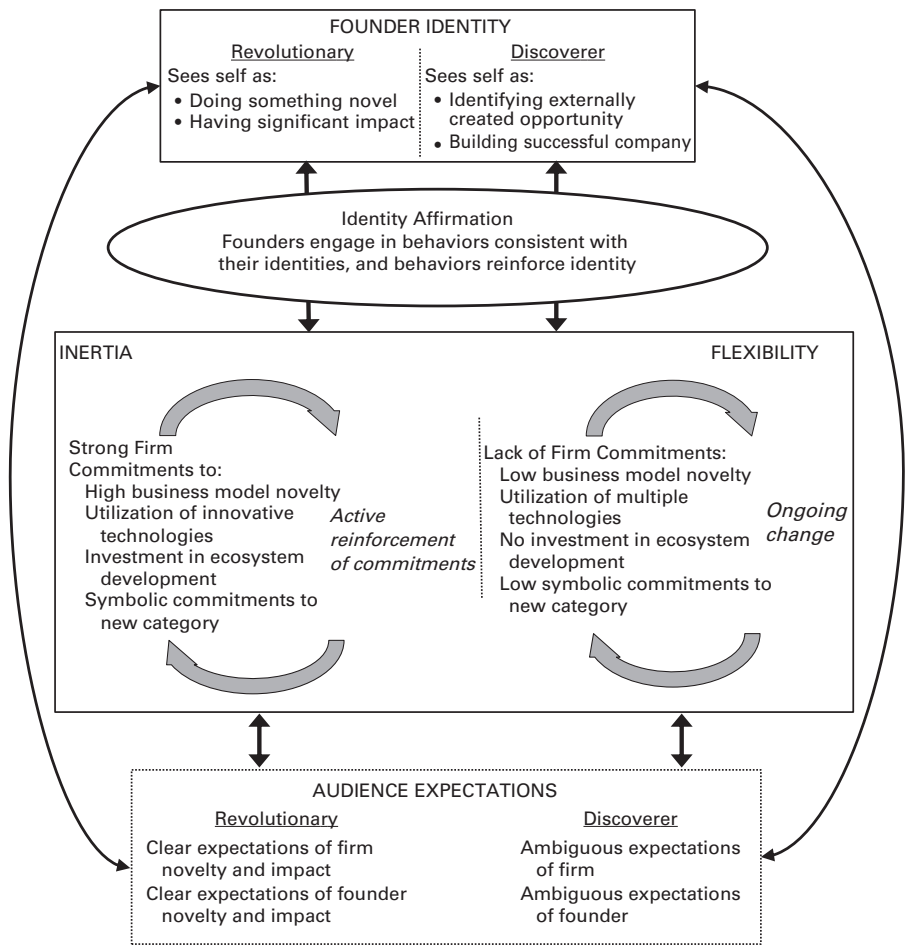 FOUNDER IDENTITY
Revolutionary
Sees self as:
• Doing something novel
• Having significant impact
Discoverer
Sees self as:
• Identifying externally
created opportunity
• Building successful company
Identity Affirmation
Founders engage in behaviors consistent with
their identities, and behaviors reinforce identity
INERTIA
Strong Firm
Commitments to:
High business model novelty
Utilization of innovative
technologies
Investment in ecosystem
development
Symbolic commitments to
new category
Active
reinforcement
of commitments
FLEXIBILITY
Lack of Firm Commitments:
Low business model novelty
Utilization of multiple
technologies
No investment in ecosystem
development
Low symbolic commitments to
new category
Ongoing
change
AUDIENCE EXPECTATIONS
Revolutionary
Clear expectations of firm
novelty and impact
Clear expectations of founder
novelty and impact
Discoverer
Ambiguous expectations
of firm
Ambiguous expectations
of founder